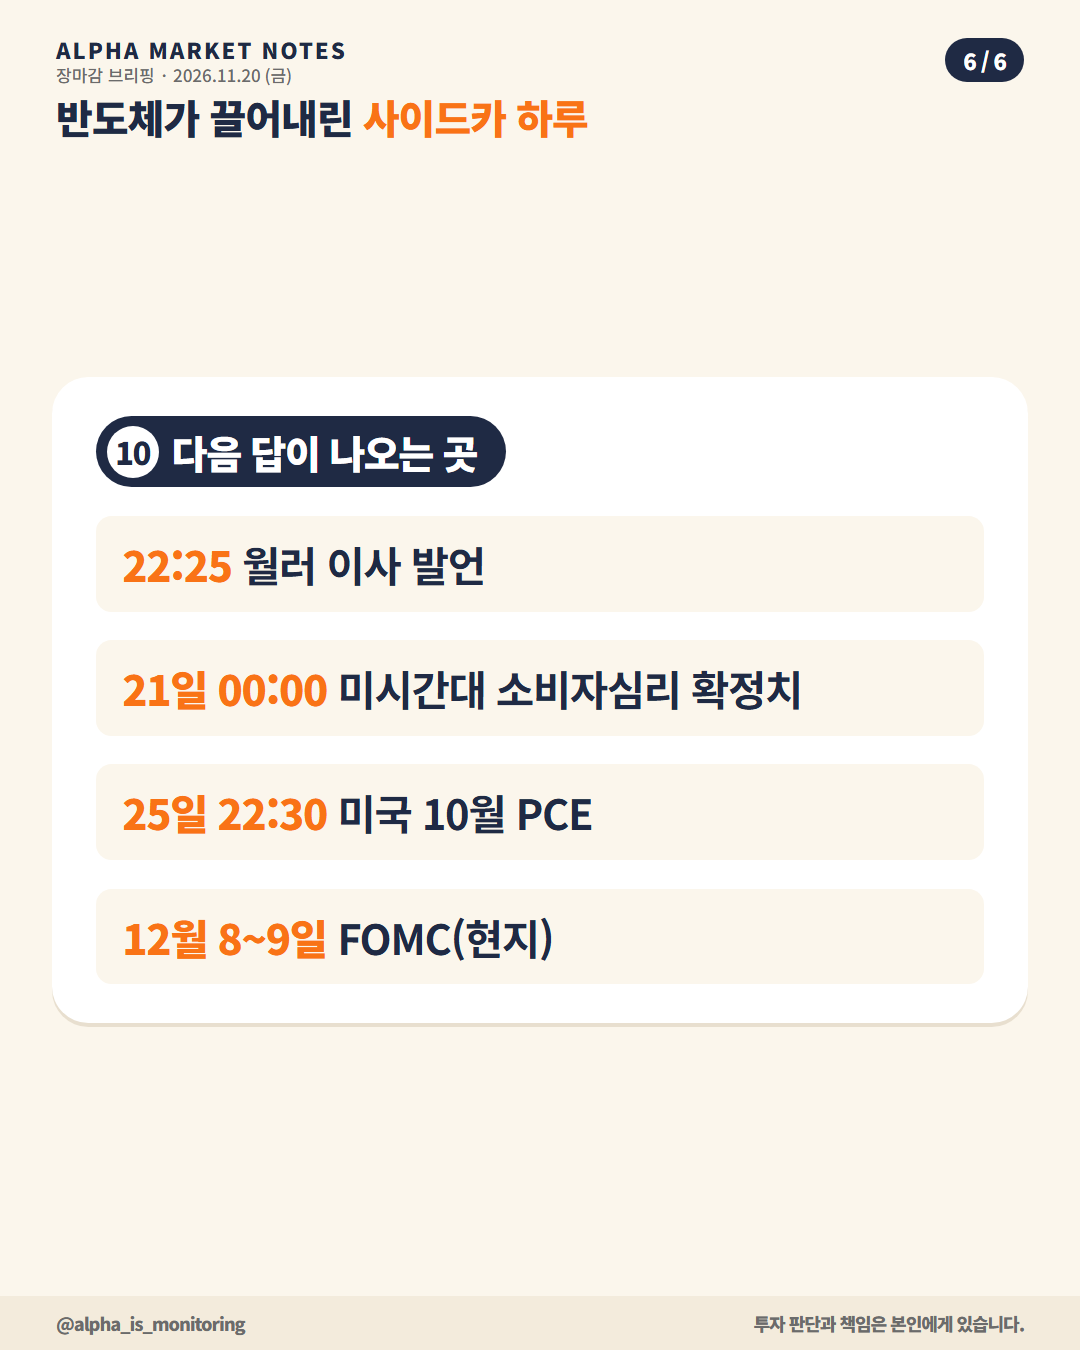 ALPHA MARKET NOTES
장마감 브리핑 · 2026.11.20 (금)
반도체가 끌어내린 사이드카 하루
6 / 6
10 다음 답이 나오는 곳
22:25 월러 이사 발언
21일 00:00 미시간대 소비자심리 확정치
25일 22:30 미국 10월 PCE
12월 8~9일 FOMC(현지)
@alpha_is_monitoring
투자 판단과 책임은 본인에게 있습니다.